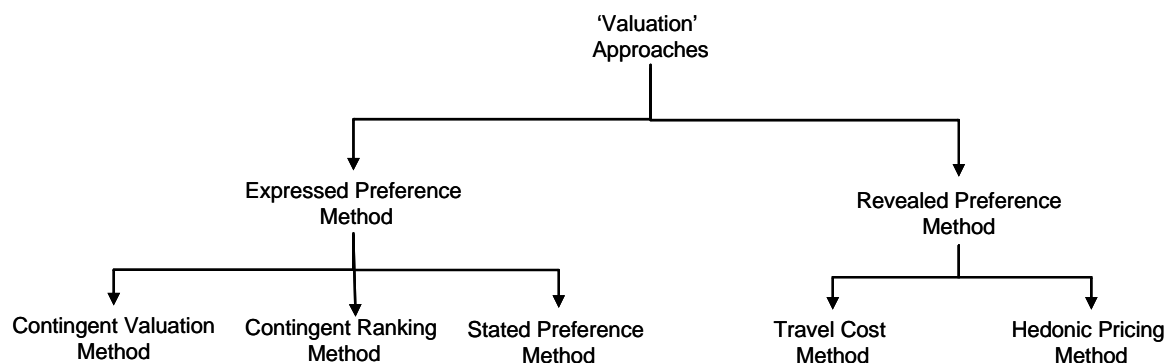 ‘Valuation’
Approaches
Expressed Preference
Method
Revealed Preference
Method
Contingent Valuation
Method
Contingent Ranking
Method
Stated Preference
Method
Travel Cost
Method
Hedonic Pricing
Method